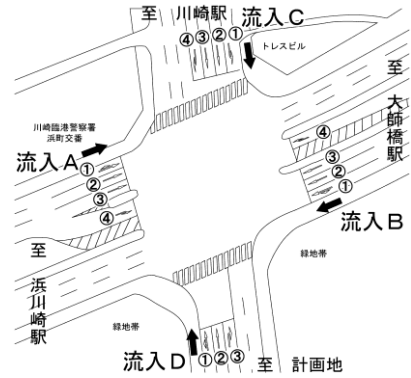 至 川崎駅
流入C
④③②①
トレスビル
至 大師橋駅
川崎臨港警察署
浜町交番
流入A
①
②
③
④
④
③
②
①
流入B
至 浜川崎駅
緑地帯
緑地帯
流入D
①②③
至 計画地